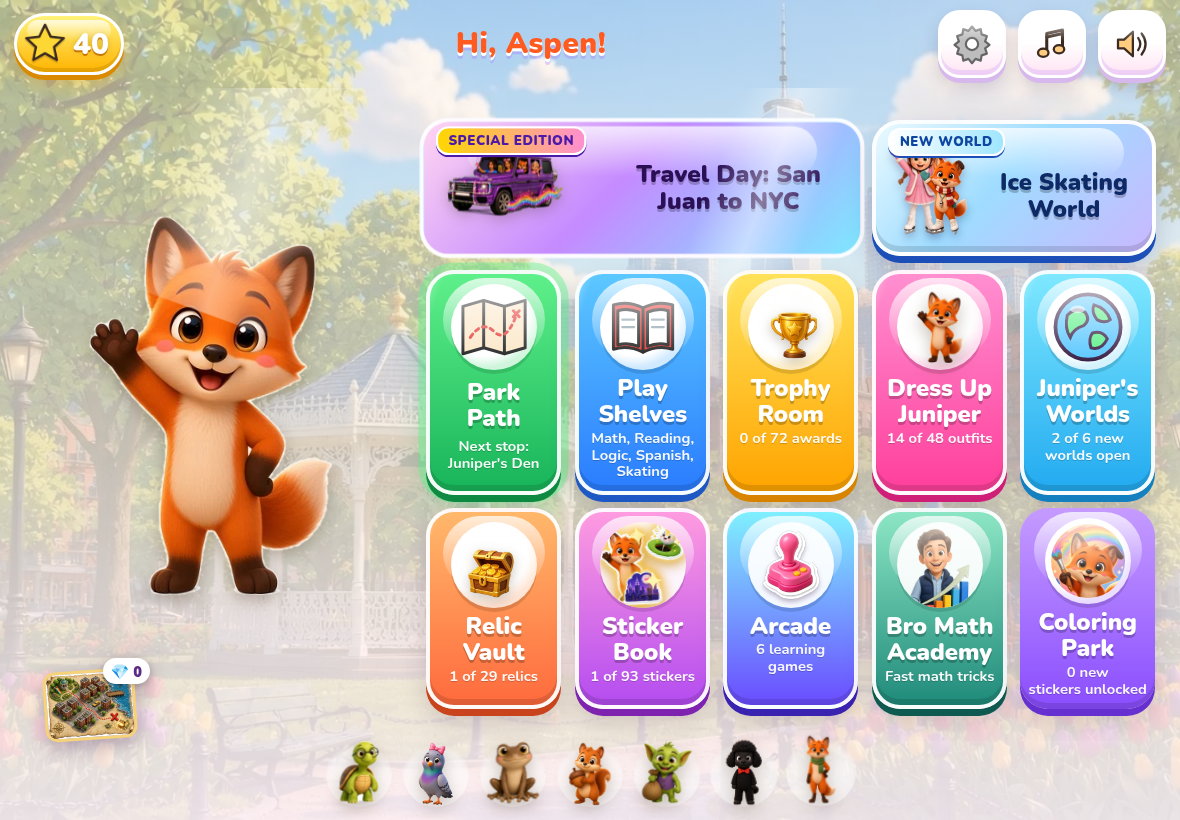 40
Hi, Aspen!
SPECIAL EDITION
Travel Day: San
Juan to NYC
NEW WORLD
Ice Skating
World
Park
Path
Next stop:
Juniper's Den
Play
Shelves
Math, Reading,
Logic, Spanish,
Skating
Trophy
Room
0 of 72 awards
Dress Up
Juniper
14 of 48 outfits
Juniper's
Worlds
2 of 6 new
worlds open
Relic
Vault
1 of 29 relics
Sticker
Book
1 of 93 stickers
Arcade
6 learning
games
Bro Math
Academy
Fast math tricks
Coloring
Park
0 new
stickers unlocked
0